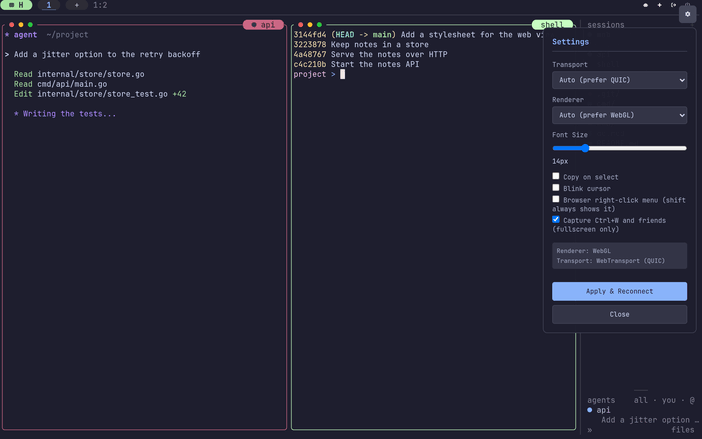 H 1 + 1:2
api
* agent ~/project
> Add a jitter option to the retry backoff
Read internal/store/store.go
Read cmd/api/main.go
Edit internal/store/store_test.go +42
* Writing the tests...
shell
3144fd4 (HEAD -> main) Add a stylesheet for the web vi
3223878 Keep notes in a store
4a48767 Serve the notes over HTTP
c4c210b Start the notes API
project >
sessions
Settings
Transport
Auto (prefer QUIC)
Renderer
Auto (prefer WebGL)
Font Size
14px
Copy on select
Blink cursor
Browser right-click menu (shift
always shows it)
Capture Ctrl+W and friends
(fullscreen only)
Renderer: WebGL
Transport: WebTransport (QUIC)
Apply & Reconnect
Close
agents all · you · @
api
Add a jitter option …
» files